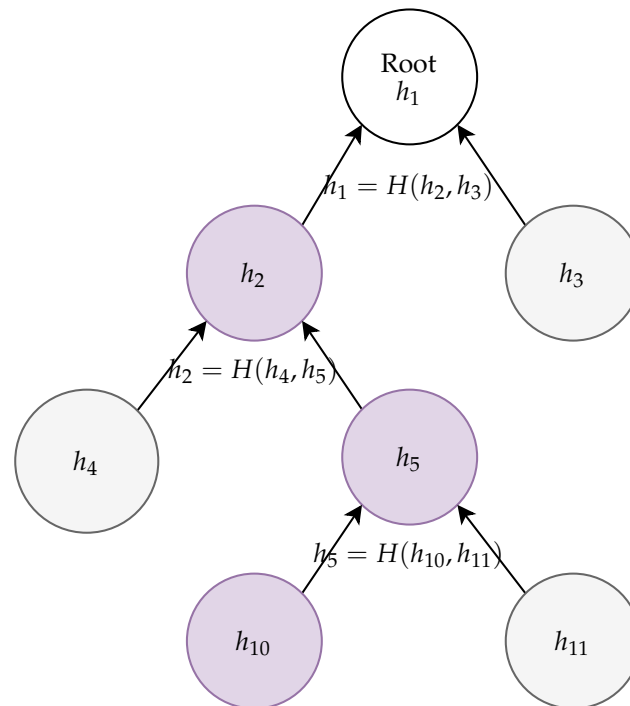 Root
h₁
h₁ = H(h₂, h₃)
h₂
h₃
h₂ = H(h₄, h₅)
h₄
h₅
h₅ = H(h₁₀, h₁₁)
h₁₀
h₁₁